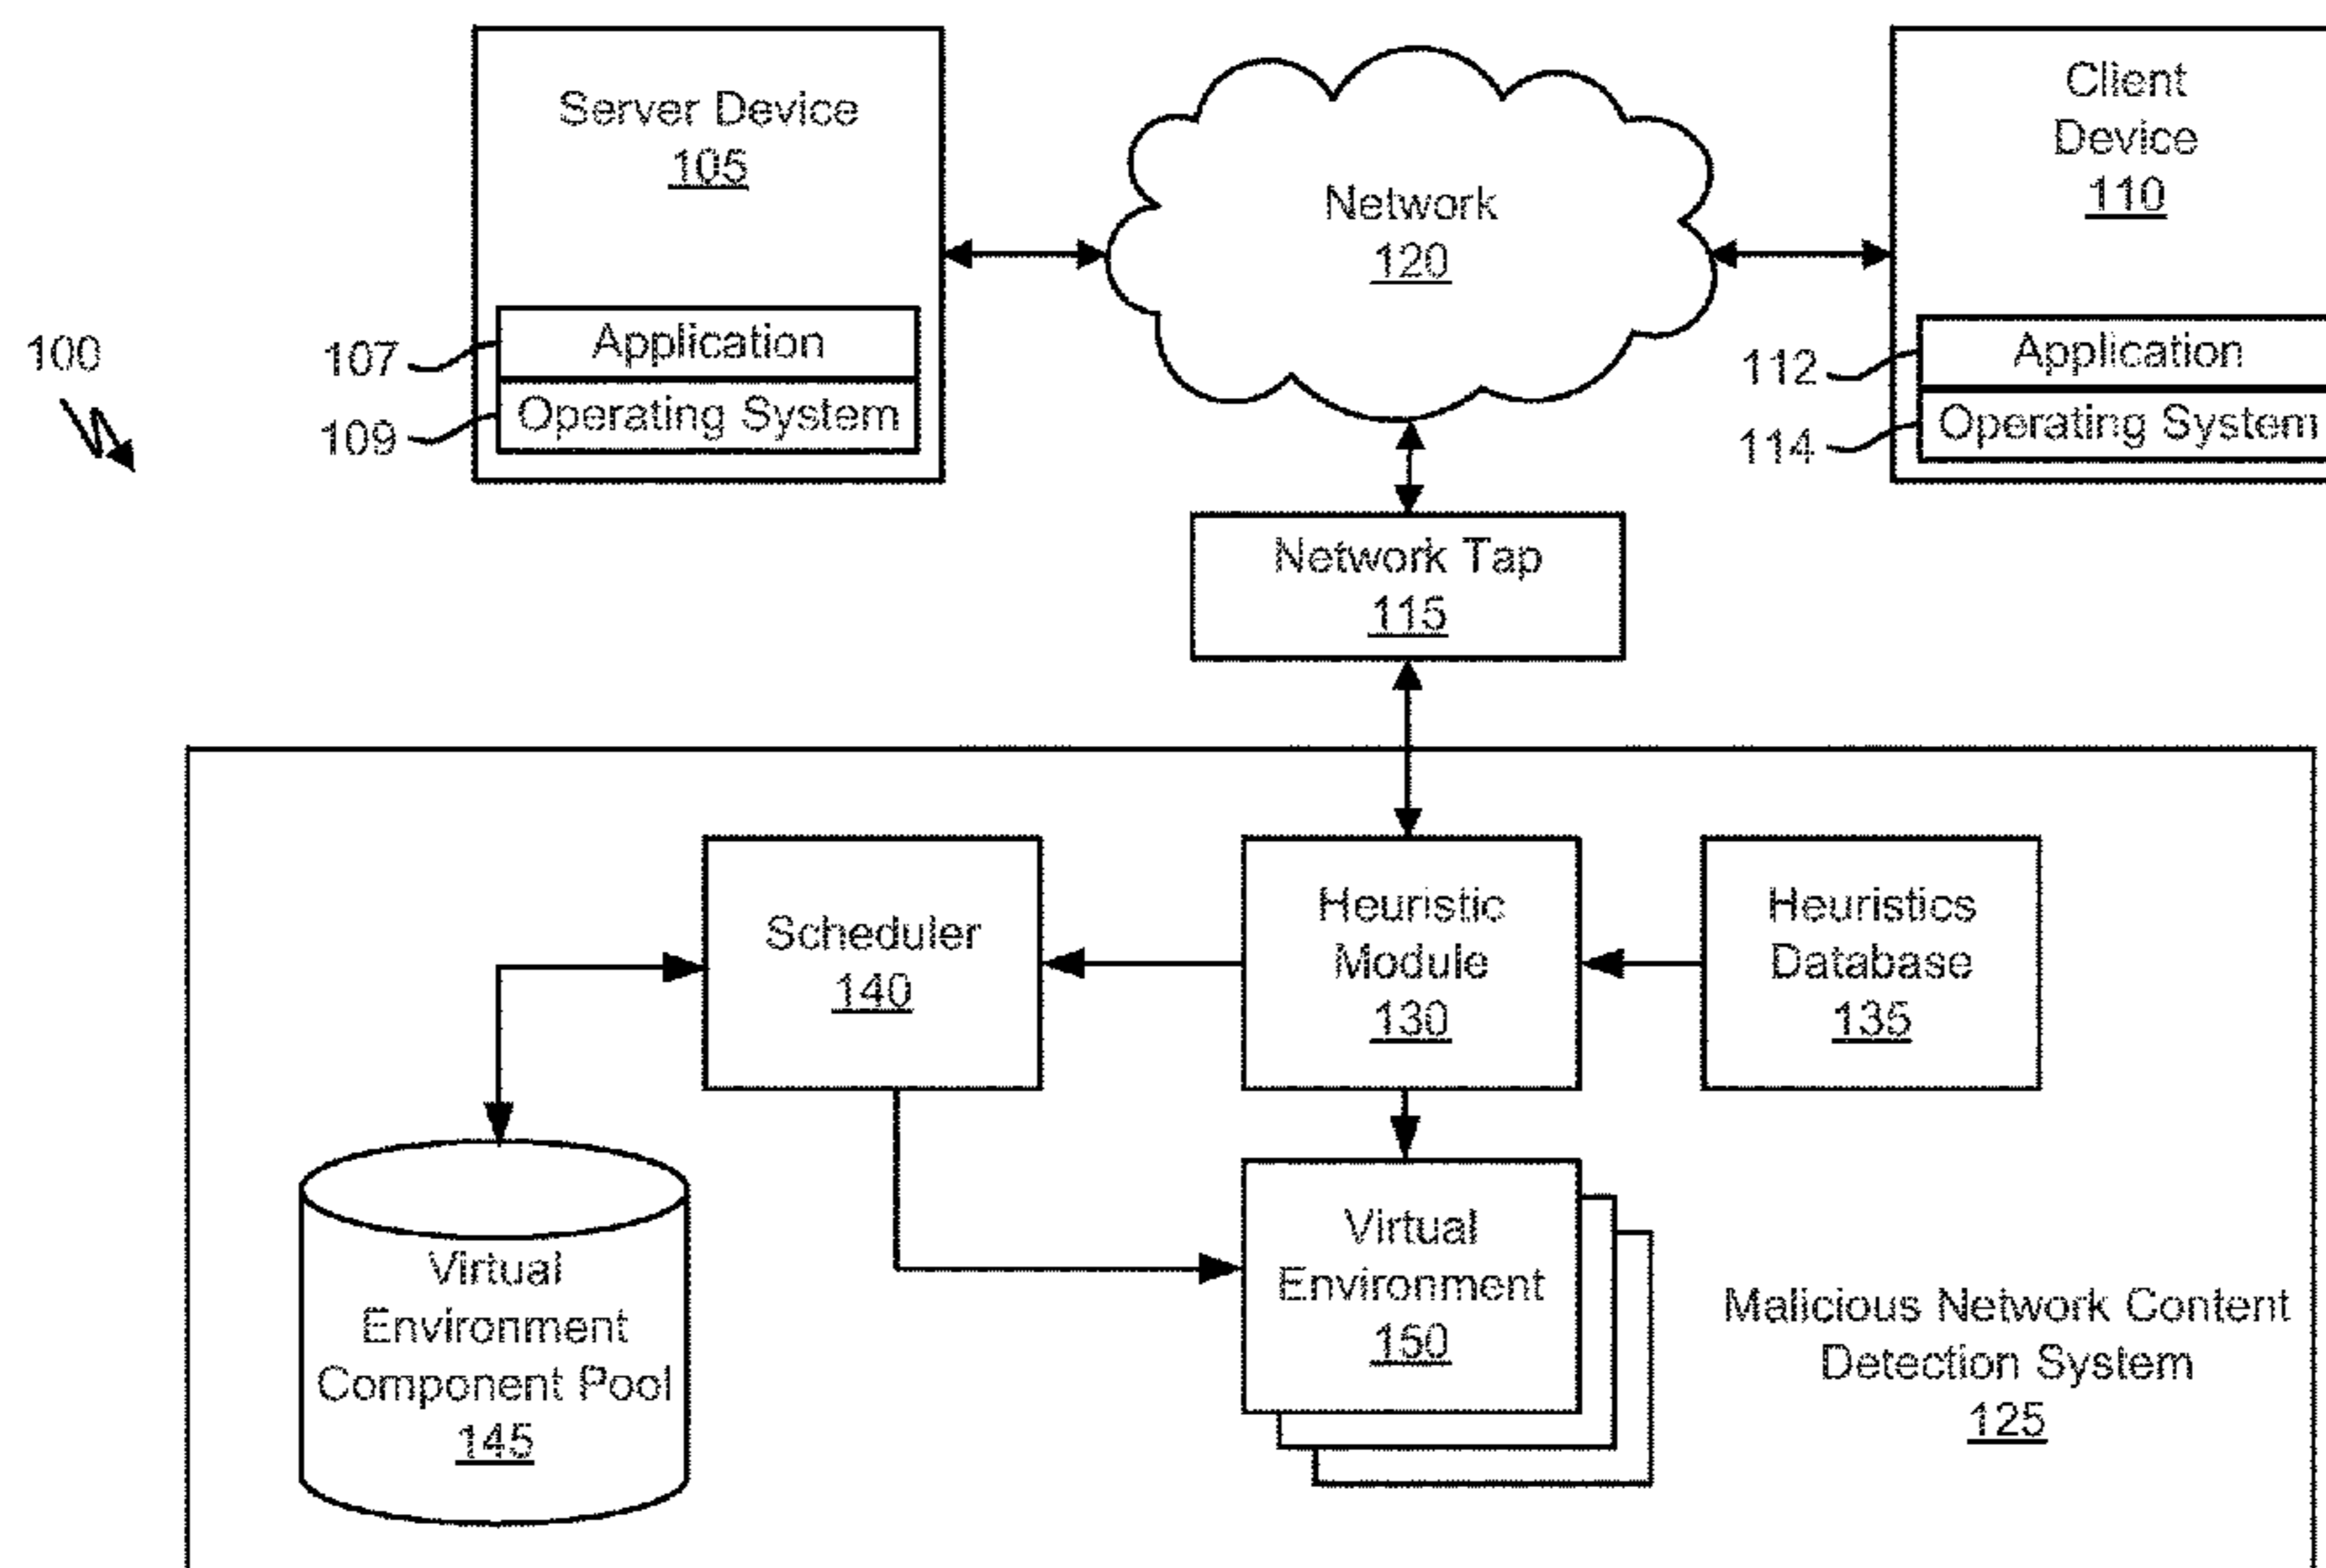 100
Server Device
105
107
Application
109
Operating System
Network
120
Client
Device
110
112
Application
114
Operating System
Network Tap
115
Scheduler
140
Heuristic
Module
130
Heuristics
Database
135
Virtual
Environment
Component Pool
145
Virtual
Environment
150
Malicious Network Content
Detection System
125